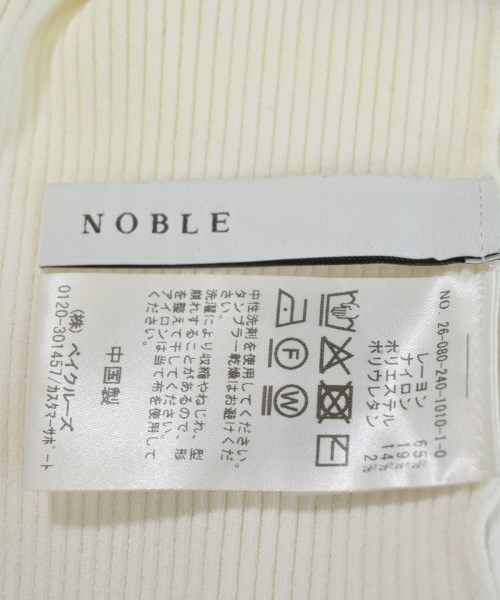 NOBLE
NO. 26-080-240-1010-1-0
レーヨン 65%
ナイロン 19%
ポリエステル 14%
ポリウレタン 2%
中性洗剤を使用してください。
タンブラー乾燥はお避けくだ
さい。
洗濯により収縮やねじれ、型
崩れすることがあるので、形
を整えて干してください。
アイロンは当て布を使用して
ください。
中国製
(株)ベイクルーズ
0120-301457/カスタマーサポート